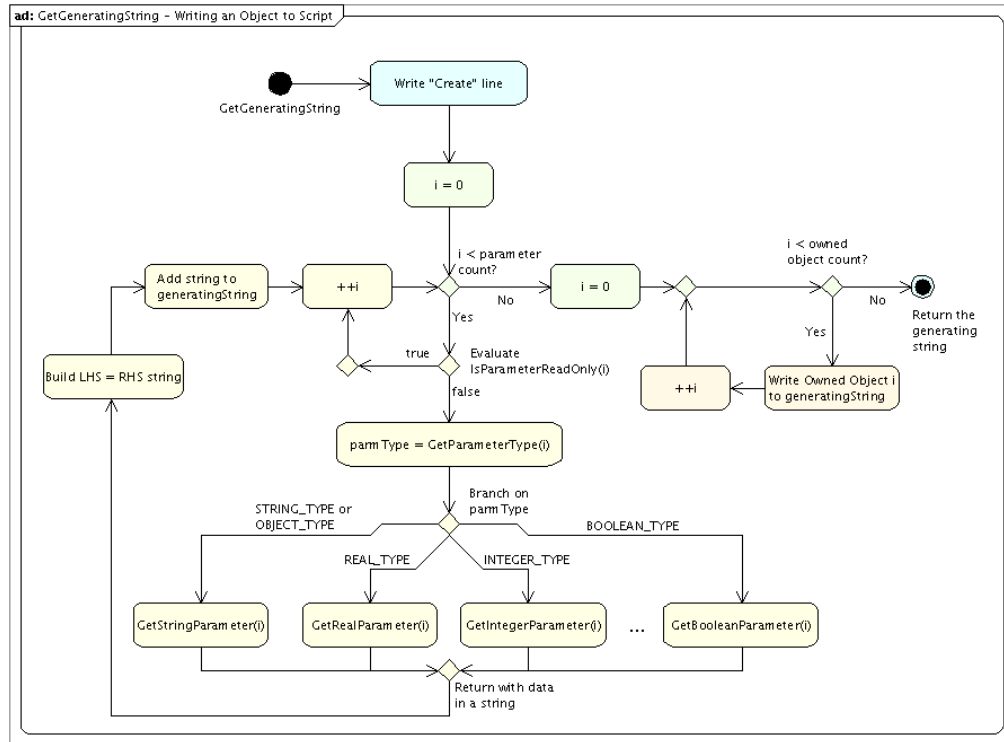 ad: GetGeneratingString - Writing an Object to Script
Write "Create" line
GetGeneratingString
i = 0
i < parameter
count?
i < owned
object count?
Add string to
generatingString
++i
No
i = 0
No
Return the
generating
string
Yes
Yes
true
Evaluate
IsParameterReadOnly(i)
Build LHS = RHS string
++i
Write Owned Object i
to generatingString
false
parmType = GetParameterType(i)
Branch on
parmType
STRING_TYPE or
OBJECT_TYPE
BOOLEAN_TYPE
REAL_TYPE
INTEGER_TYPE
GetStringParameter(i)
GetRealParameter(i)
GetIntegerParameter(i)
...
GetBooleanParameter(i)
Return with data
in a string